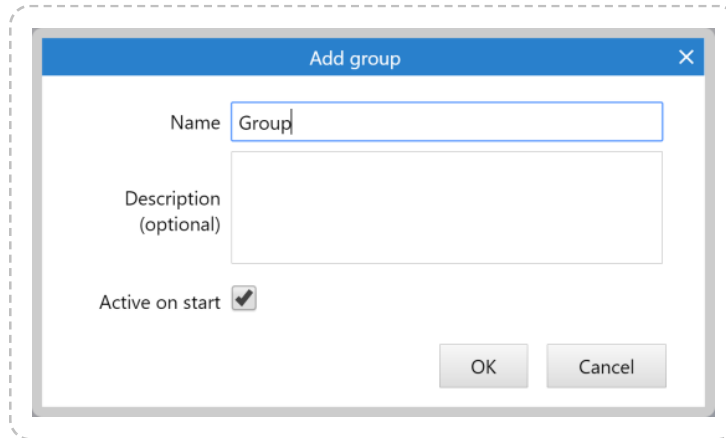 Add group
Name Group
Description
(optional)
Active on start
OK Cancel